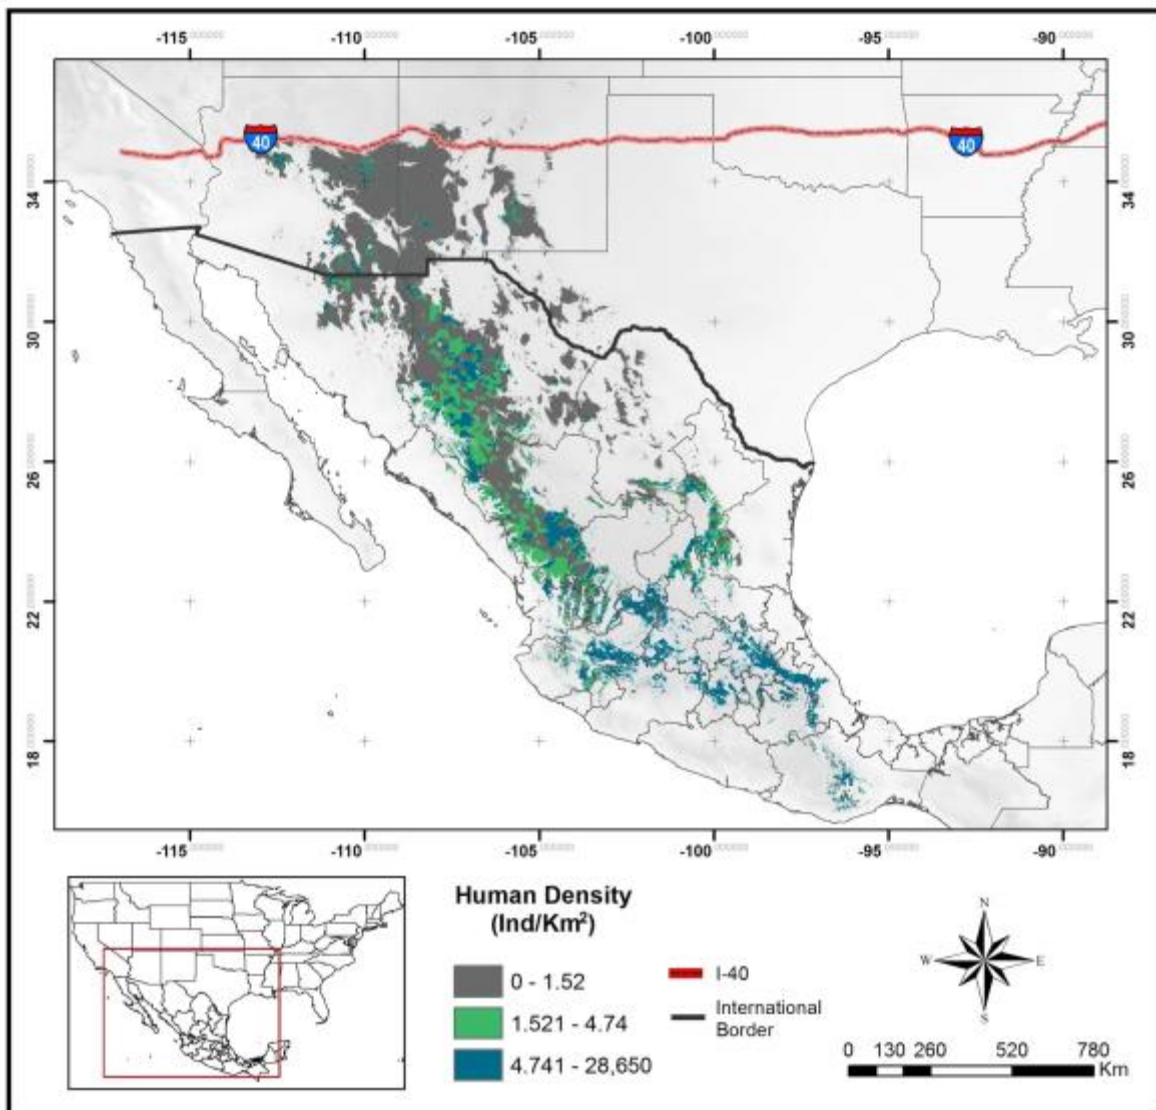 -115 -110 -105 -100 -95 -90
40 40
34 34
30 30
26 26
22 22
18 18
-115 -110 -105 -100 -95 -90
Human Density
(Ind/Km²)
0 - 1.52
1.521 - 4.74
4.741 - 28,650
I-40
International
Border
N
W E
S
0 130 260 520 780
Km